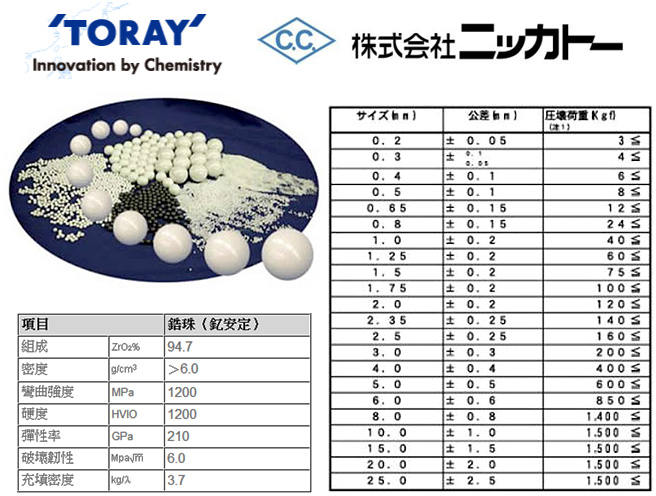 'TORAY'
Innovation by Chemistry
C.C.
株式会社ニッカトー
サイズ(mm) 公差(mm) 圧壊荷重Kgf)
(注1)
0.2 ± 0.05 3 ≦
0.3 ± 0.1 0.05 4 ≦
0.4 ± 0.1 6 ≦
0.5 ± 0.1 8 ≦
0.65 ± 0.15 12 ≦
0.8 ± 0.15 24 ≦
1.0 ± 0.2 40 ≦
1.25 ± 0.2 60 ≦
1.5 ± 0.2 75 ≦
1.75 ± 0.2 100 ≦
2.0 ± 0.2 120 ≦
2.35 ± 0.25 140 ≦
2.5 ± 0.25 160 ≦
3.0 ± 0.3 200 ≦
4.0 ± 0.4 400 ≦
5.0 ± 0.5 600 ≦
6.0 ± 0.6 850 ≦
8.0 ± 0.8 1.400 ≦
10.0 ± 1.0 1.500 ≦
15.0 ± 1.5 1.500 ≦
20.0 ± 2.0 1.500 ≦
25.0 ± 2.5 1.500 ≦
項目 鋯珠（釔安定）
組成 ZrO₂% 94.7
密度 g/cm³ ＞6.0
彎曲強度 MPa 1200
硬度 HVIO 1200
彈性率 GPa 210
破壞韌性 Mpa√m 6.0
充填密度 kg/λ 3.7